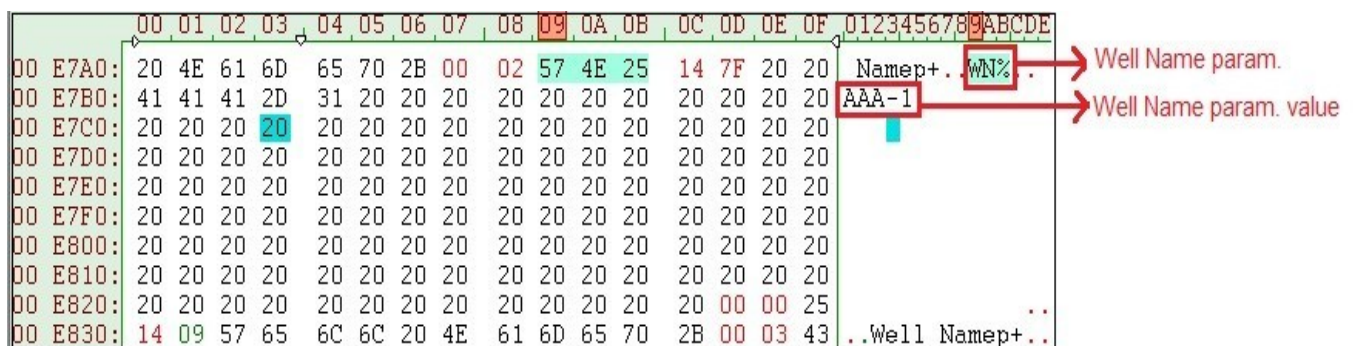 00 01 02 03 04 05 06 07 08 09 0A 0B 0C 0D 0E 0F 0123456789ABCDE
00 E7A0: 20 4E 61 6D 65 70 2B 00 02 57 4E 25 14 7F 20 20 Namep+..WN%.. Well Name param.
00 E7B0: 41 41 41 2D 31 20 20 20 20 20 20 20 20 20 20 20 AAA-1 Well Name param. value
00 E7C0: 20 20 20 20 20 20 20 20 20 20 20 20 20 20 20 20
00 E7D0: 20 20 20 20 20 20 20 20 20 20 20 20 20 20 20 20
00 E7E0: 20 20 20 20 20 20 20 20 20 20 20 20 20 20 20 20
00 E7F0: 20 20 20 20 20 20 20 20 20 20 20 20 20 20 20 20
00 E800: 20 20 20 20 20 20 20 20 20 20 20 20 20 20 20 20
00 E810: 20 20 20 20 20 20 20 20 20 20 20 20 20 20 20 20
00 E820: 20 20 20 20 20 20 20 20 20 20 20 20 20 00 00 25 ..
00 E830: 14 09 57 65 6C 6C 20 4E 61 6D 65 70 2B 00 03 43 ..Well Namep+..